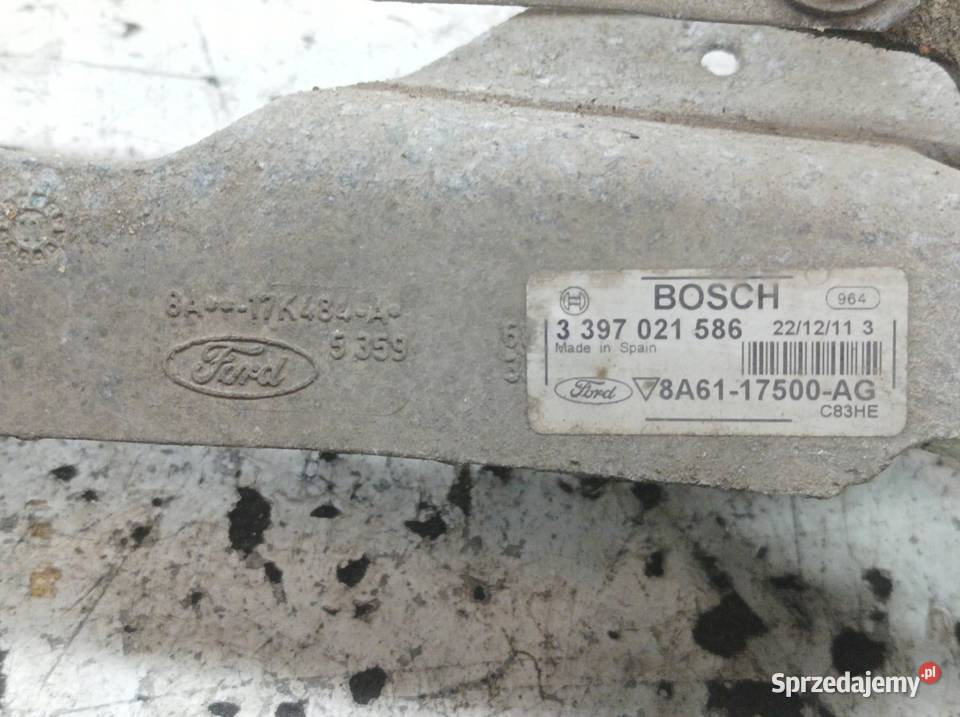 8A---17K484-A-
Ford
5 359
BOSCH
964
3 397 021 586
22/12/11 3
Made in Spain
Ford
8A61-17500-AG
C83HE
Sprzedajemy.pl